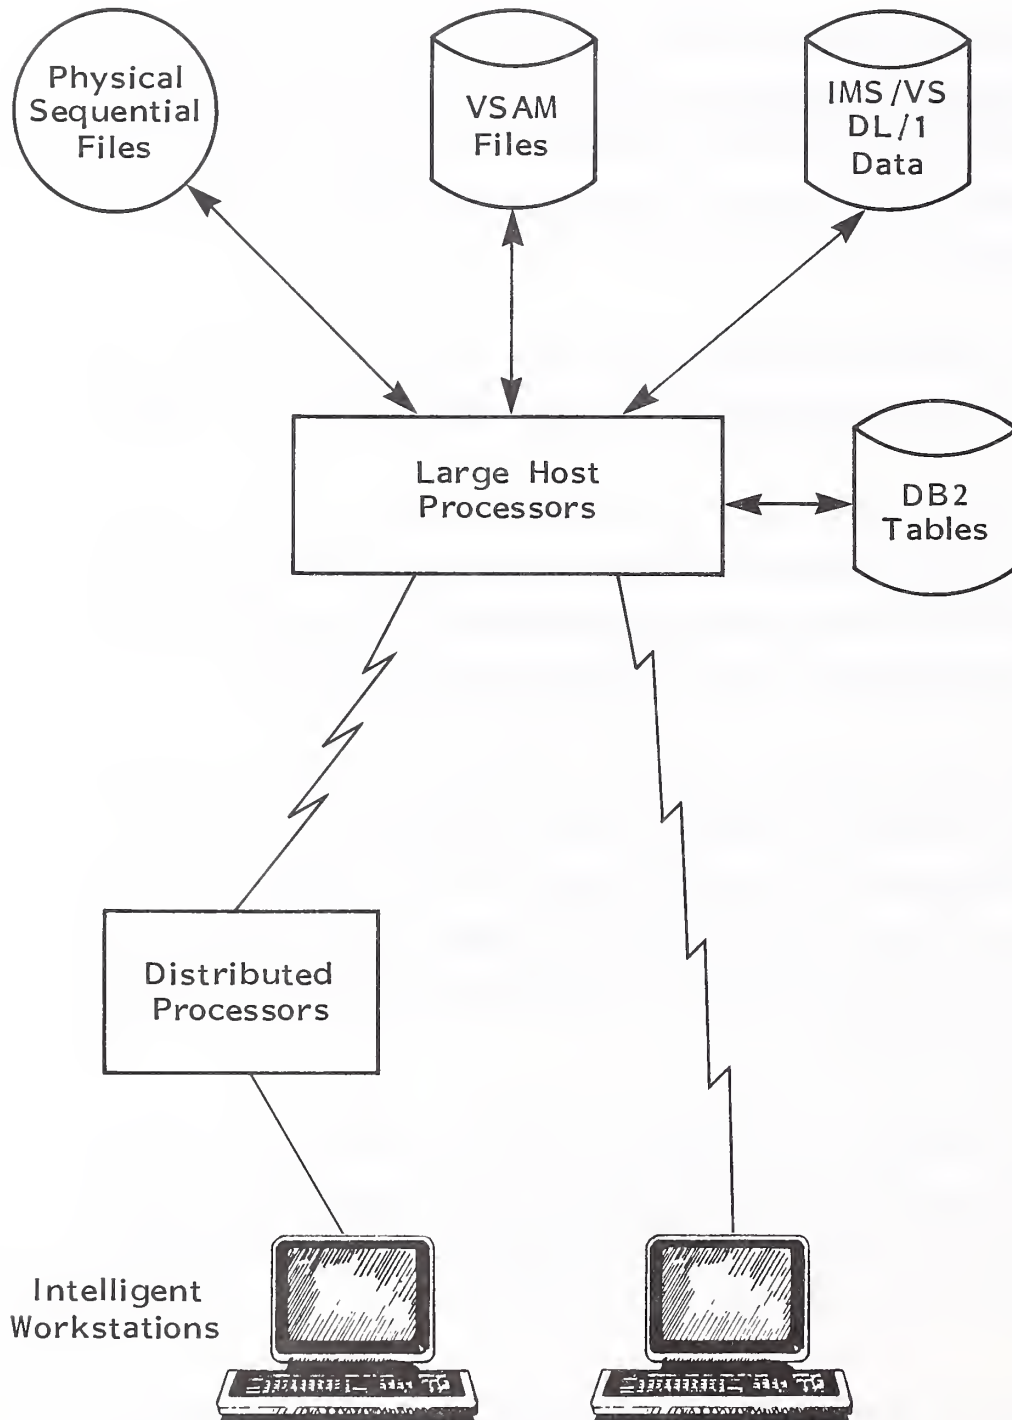 Physical
Sequential
Files
VSAM
Files
IMS/VS
DL/1
Data
Large Host
Processors
DB2
Tables
Distributed
Processors
Intelligent
Workstations